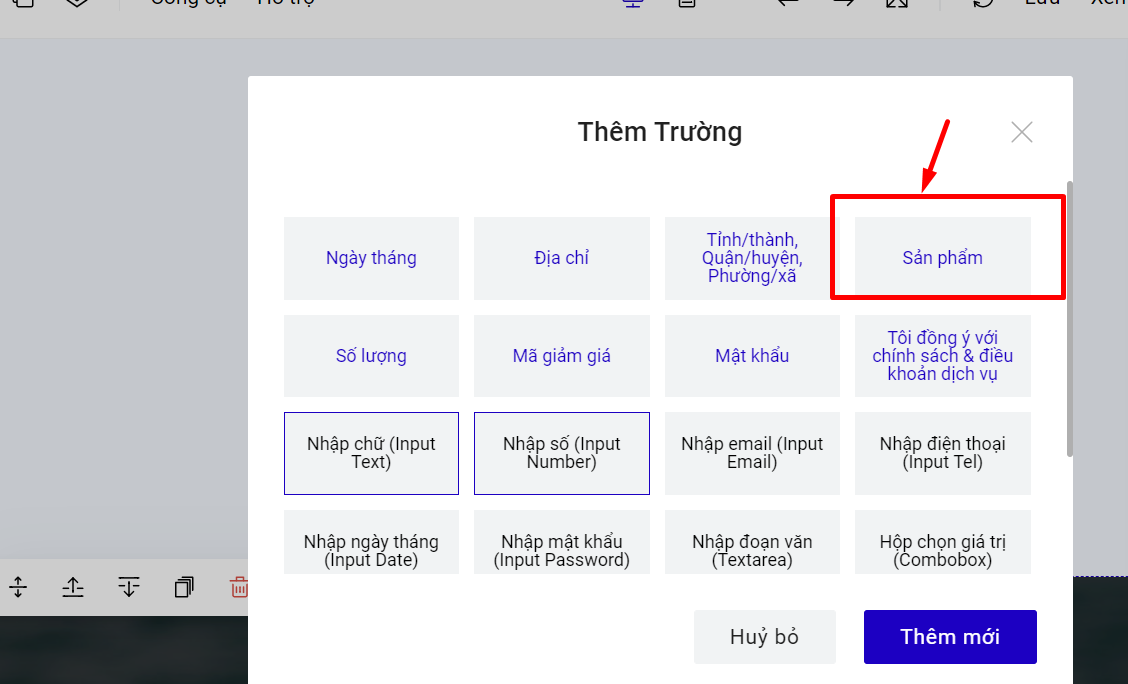 Công cụ Hỗ trợ Lưu
Thêm Trường
Ngày tháng
Địa chỉ
Tỉnh/thành,
Quận/huyện,
Phường/xã
Sản phẩm
Số lượng
Mã giảm giá
Mật khẩu
Tôi đồng ý với
chính sách & điều
khoản dịch vụ
Nhập chữ (Input
Text)
Nhập số (Input
Number)
Nhập email (Input
Email)
Nhập điện thoại
(Input Tel)
Nhập ngày tháng
(Input Date)
Nhập mật khẩu
(Input Password)
Nhập đoạn văn
(Textarea)
Hộp chọn giá trị
(Combobox)
Huỷ bỏ
Thêm mới